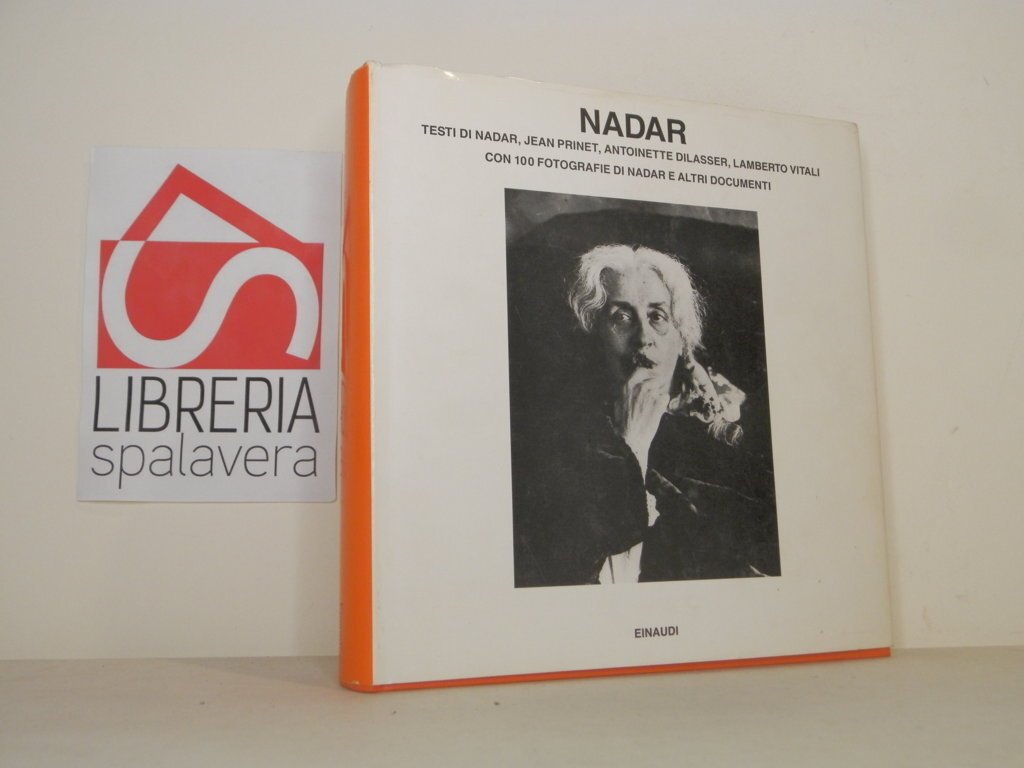 NADAR
TESTI DI NADAR, JEAN PRINET, ANTOINETTE DILASSER, LAMBERTO VITALI
CON 100 FOTOGRAFIE DI NADAR E ALTRI DOCUMENTI
EINAUDI
LIBRERIA
spalavera